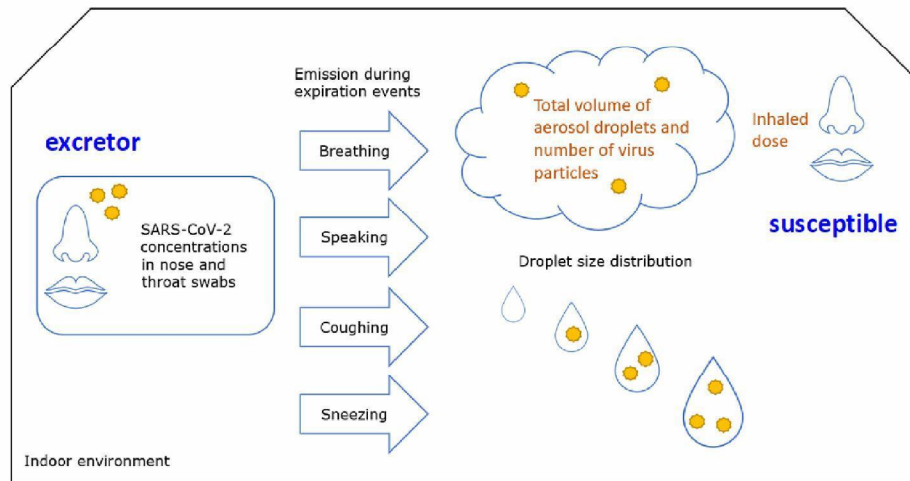 Emission during
expiration events
excretor
SARS-CoV-2
concentrations
in nose and
throat swabs
Breathing
Speaking
Coughing
Sneezing
Total volume of
aerosol droplets and
number of virus
particles
Inhaled
dose
susceptible
Droplet size distribution
Indoor environment